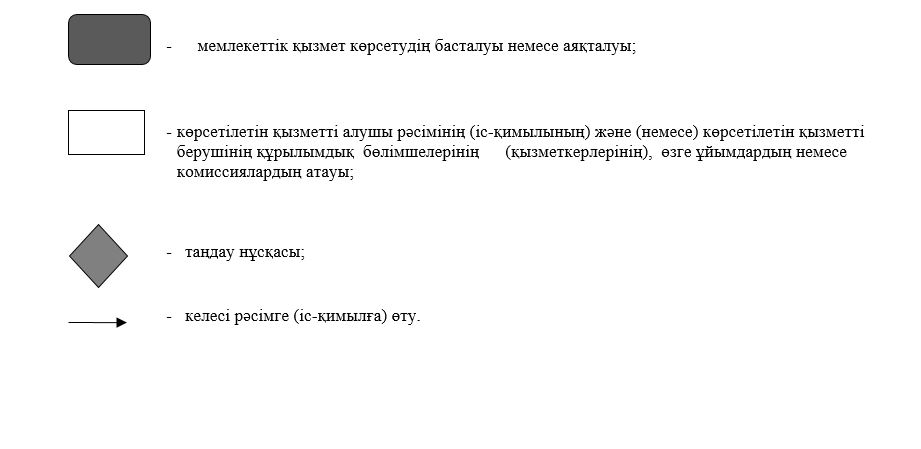 - мемлекеттік қызмет көрсетудің басталуы немесе аяқталуы;
- көрсетілетін қызметті алушы рәсімінің (іс-қимылының) және (немесе) көрсетілетін қызметті
берушінің құрылымдық бөлімшелерінің (қызметкерлерінің), өзге ұйымдардың немесе
комиссиялардың атауы;
- таңдау нұсқасы;
- келесі рәсімге (іс-қимылға) өту.